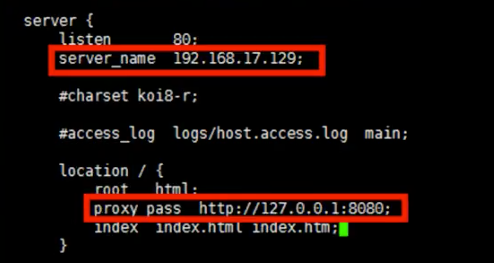 server {
listen 80;
server_name 192.168.17.129;
#charset koi8-r;
#access_log logs/host.access.log main;
location / {
root html;
proxy_pass http://127.0.0.1:8080;
index index.html index.htm;
}